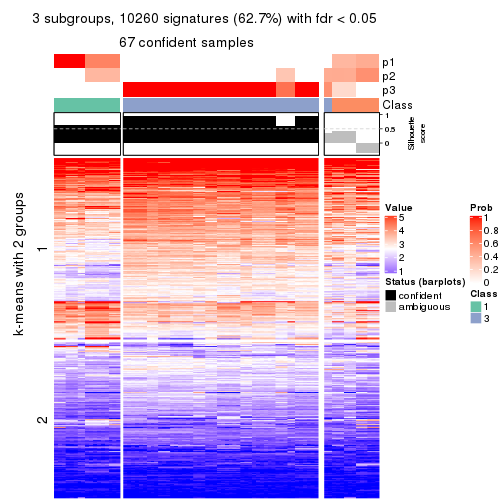 3 subgroups, 10260 signatures (62.7%) with fdr < 0.05
67 confident samples
p1
p2
p3
Class
1
0.5
0
Silhouette
score
k-means with 2 groups
1
2
Value
5
4
3
2
1
Prob
1
0.8
0.6
0.4
0.2
0
Status (barplots)
confident
ambiguous
Class
1
3